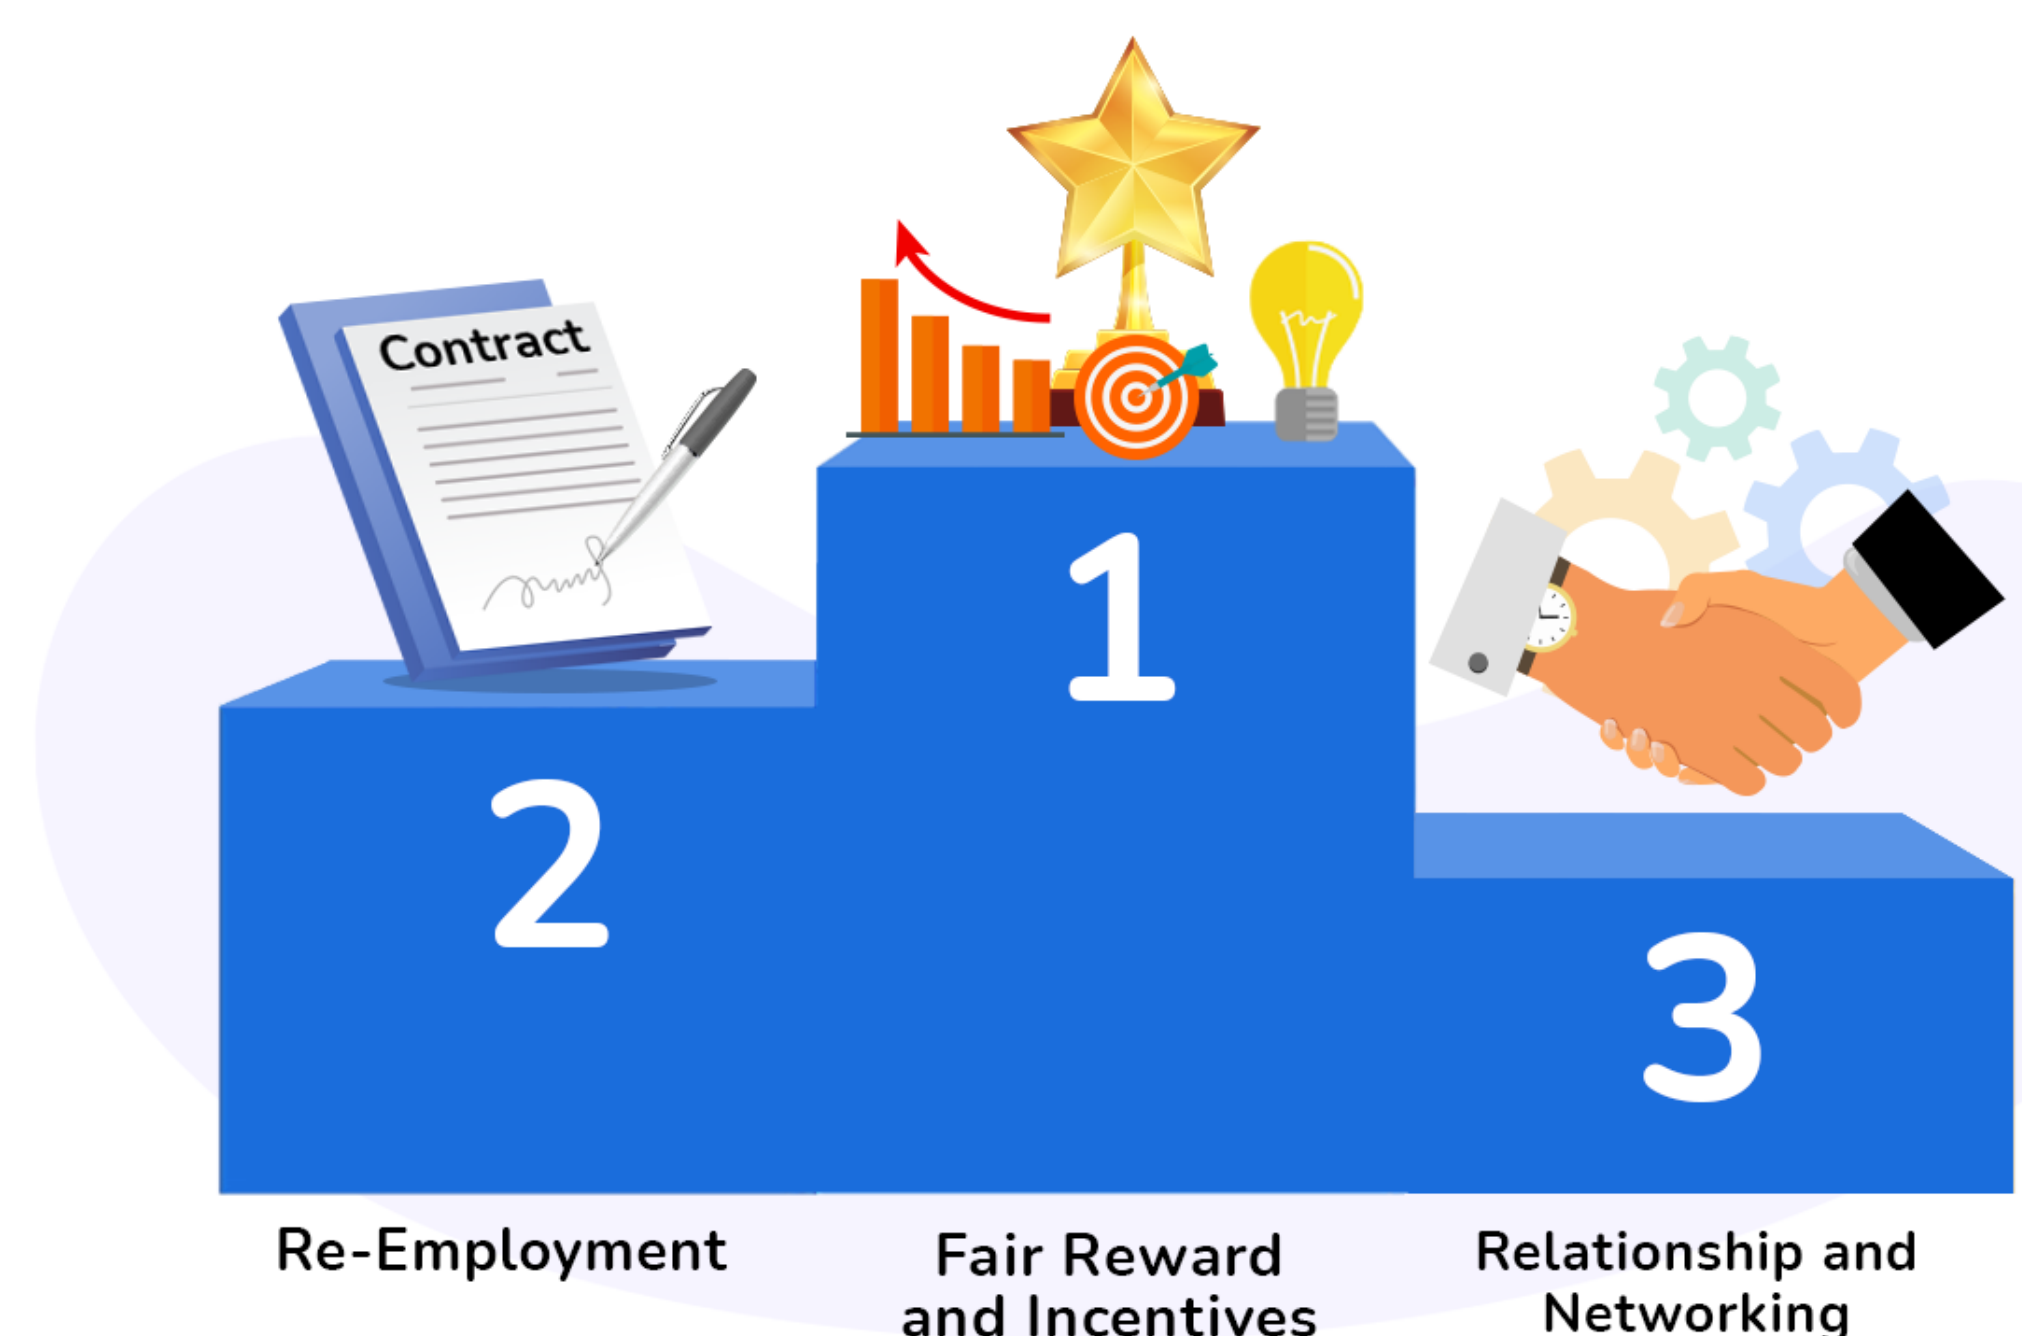 Contract
1
2
3
Re-Employment
Fair Reward
and Incentives
Relationship and
Networking